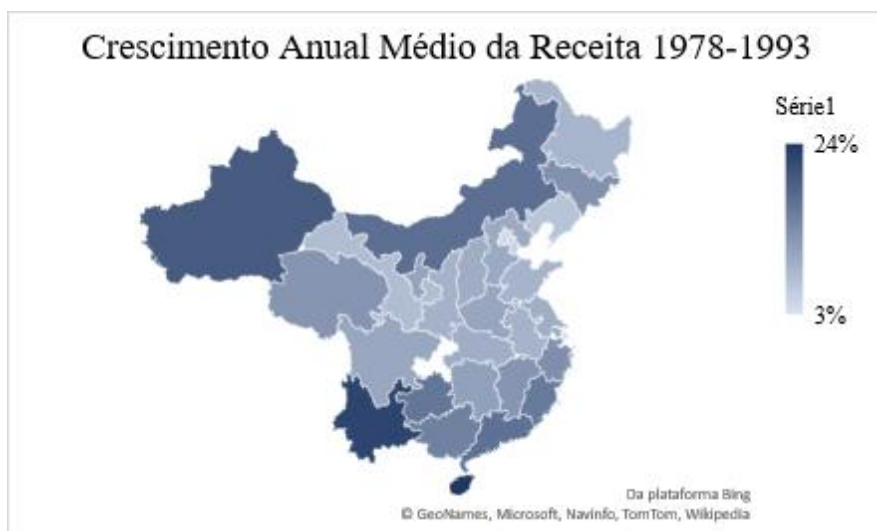 Crescimento Anual Médio da Receita 1978-1993
Série1
24%
3%
Da plataforma Bing
© GeoNames, Microsoft, Navinfo, TomTom, Wikipedia